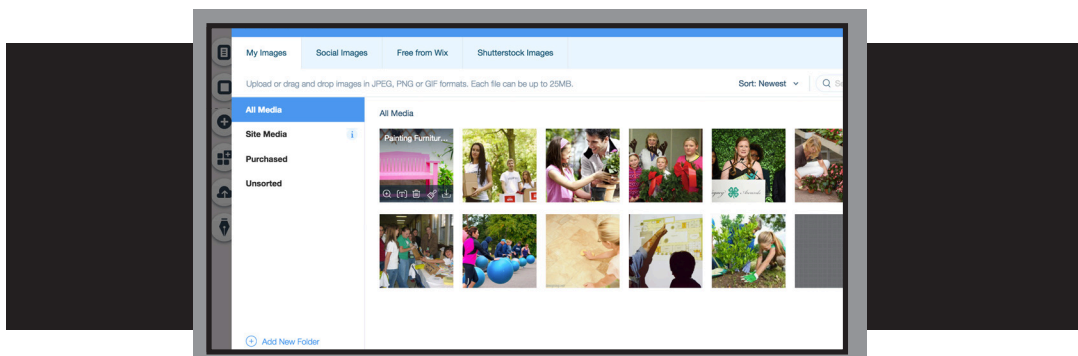 My Images Social Images Free from Wix Shutterstock Images
Upload or drag and drop images in JPEG, PNG or GIF formats. Each file can be up to 25MB.
Sort: Newest
All Media
Site Media
Purchased
Unsorted
Add New Folder
All Media
Painting Furnitur...